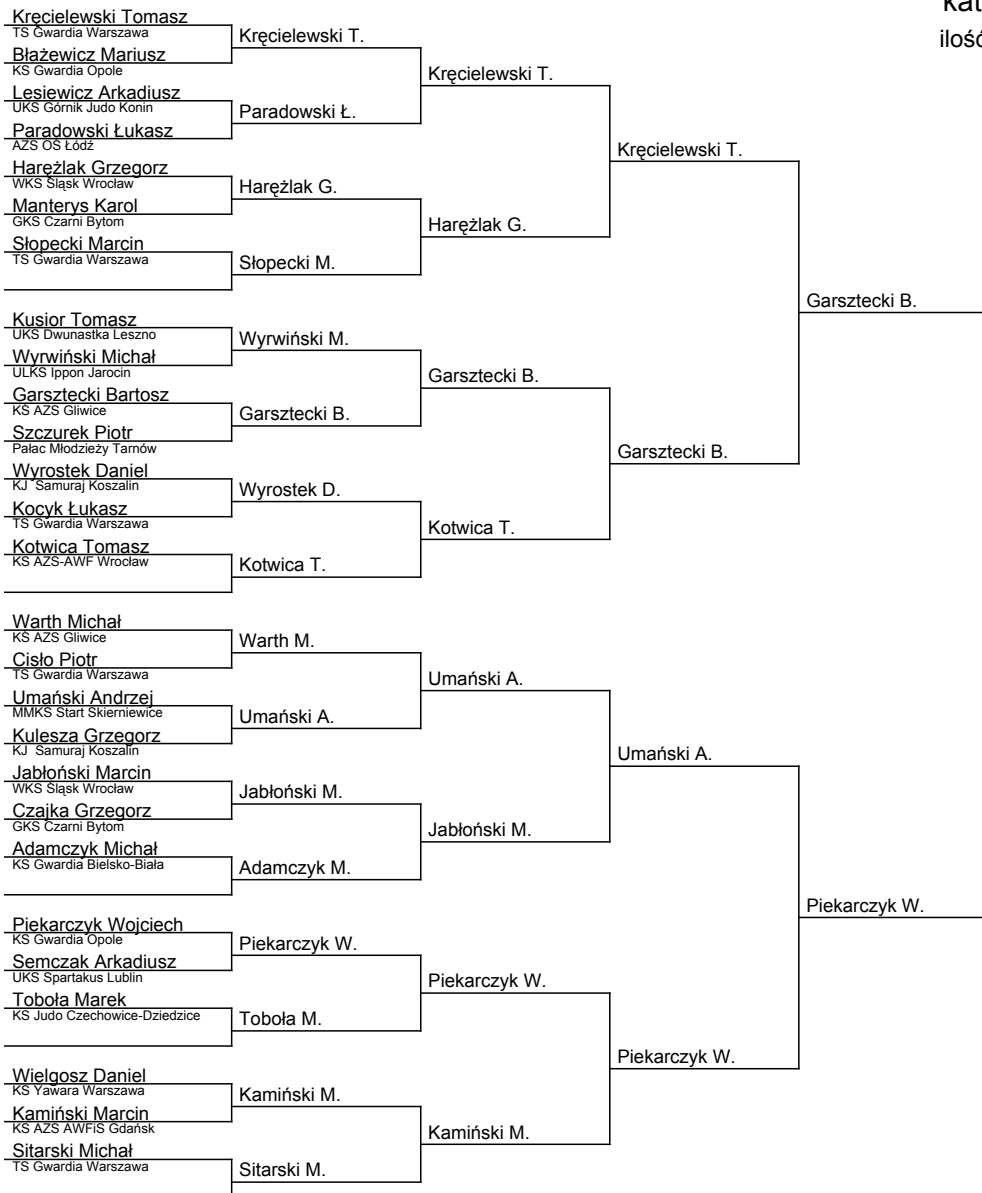 kat
ilość
Kręcielewski Tomasz
TS Gwardia Warszawa
Błażewicz Mariusz
KS Gwardia Opole
Lesiewicz Arkadiusz
UKS Górnik Judo Konin
Paradowski Łukasz
AZS OŚ Łódź
Harężlak Grzegorz
WKS Śląsk Wrocław
Manterys Karol
GKS Czarni Bytom
Słopecki Marcin
TS Gwardia Warszawa
Kusior Tomasz
UKS Dwunastka Leszno
Wyrwiński Michał
ULKS Ippon Jarocin
Garsztecki Bartosz
KS AZS Gliwice
Szczurek Piotr
Pałac Młodzieży Tarnów
Wyrostek Daniel
KJ Samuraj Koszalin
Kocyk Łukasz
TS Gwardia Warszawa
Kotwica Tomasz
KS AZS-AWF Wrocław
Warth Michał
KS AZS Gliwice
Cisło Piotr
TS Gwardia Warszawa
Umański Andrzej
MMKS Start Skierniewice
Kulesza Grzegorz
KJ Samuraj Koszalin
Jabłoński Marcin
WKS Śląsk Wrocław
Czajka Grzegorz
GKS Czarni Bytom
Adamczyk Michał
KS Gwardia Bielsko-Biała
Piekarczyk Wojciech
KS Gwardia Opole
Semczak Arkadiusz
UKS Spartakus Lublin
Toboła Marek
KS Judo Czechowice-Dziedzice
Wielgosz Daniel
KS Yawara Warszawa
Kamiński Marcin
KS AZS AWFiS Gdańsk
Sitarski Michał
TS Gwardia Warszawa
Kręcielewski T.
Paradowski Ł.
Harężlak G.
Słopecki M.
Wyrwiński M.
Garsztecki B.
Wyrostek D.
Kotwica T.
Warth M.
Umański A.
Jabłoński M.
Adamczyk M.
Piekarczyk W.
Toboła M.
Kamiński M.
Sitarski M.
Kręcielewski T.
Harężlak G.
Garsztecki B.
Kotwica T.
Umański A.
Jabłoński M.
Piekarczyk W.
Kamiński M.
Kręcielewski T.
Garsztecki B.
Umański A.
Piekarczyk W.
Garsztecki B.
Piekarczyk W.